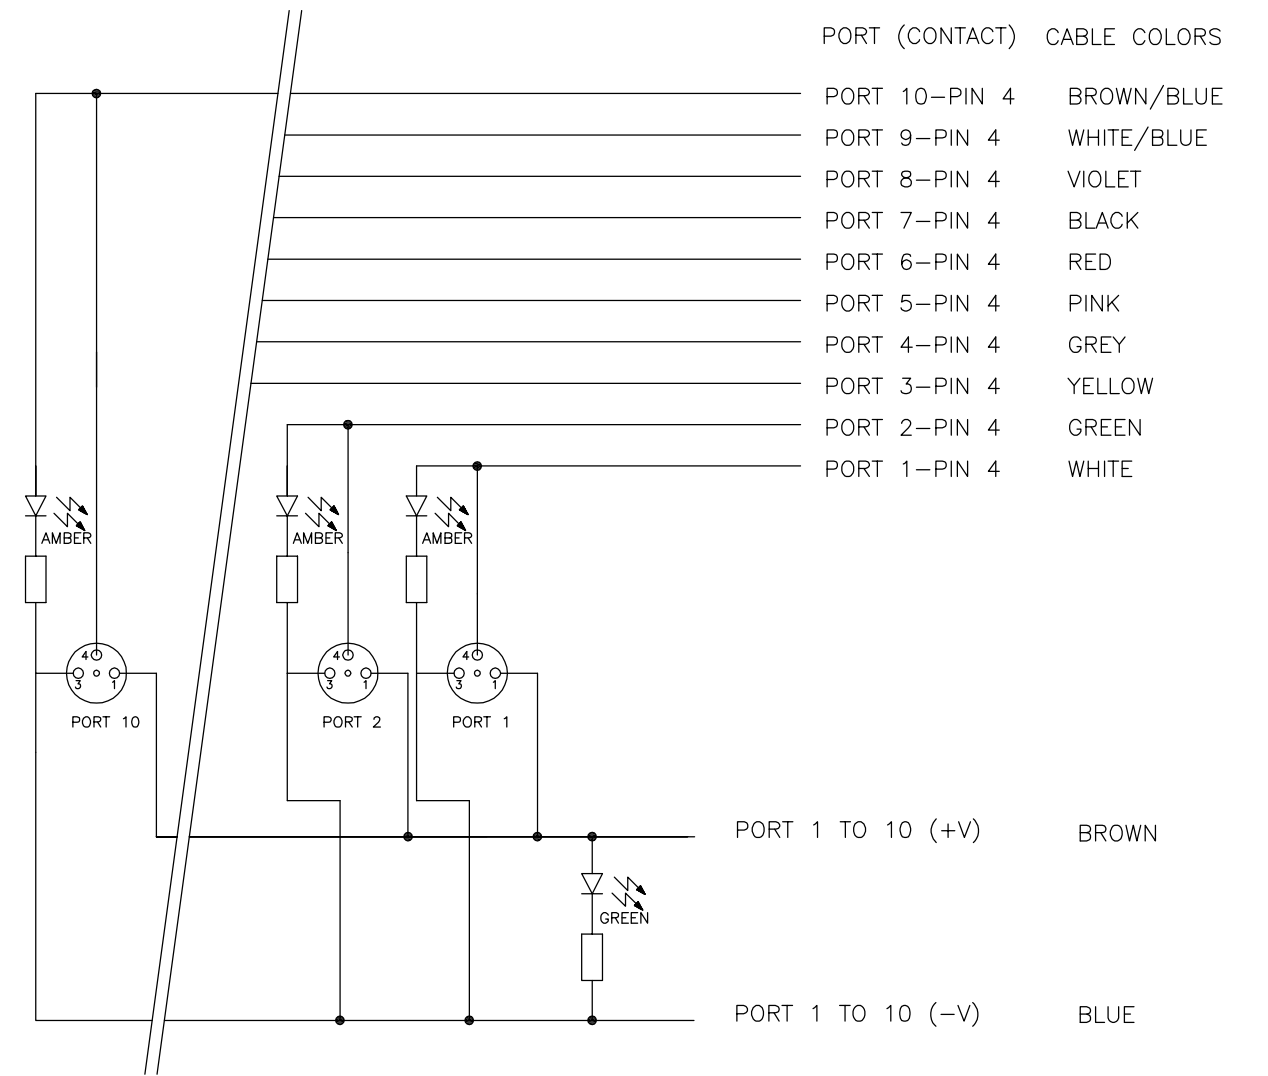 PORT (CONTACT) CABLE COLORS
PORT 10-PIN 4 BROWN/BLUE
PORT 9-PIN 4 WHITE/BLUE
PORT 8-PIN 4 VIOLET
PORT 7-PIN 4 BLACK
PORT 6-PIN 4 RED
PORT 5-PIN 4 PINK
PORT 4-PIN 4 GREY
PORT 3-PIN 4 YELLOW
PORT 2-PIN 4 GREEN
PORT 1-PIN 4 WHITE
AMBER AMBER AMBER
4 4 4
3 1 3 1 3 1
PORT 10 PORT 2 PORT 1
PORT 1 TO 10 (+V) BROWN
GREEN
PORT 1 TO 10 (-V) BLUE